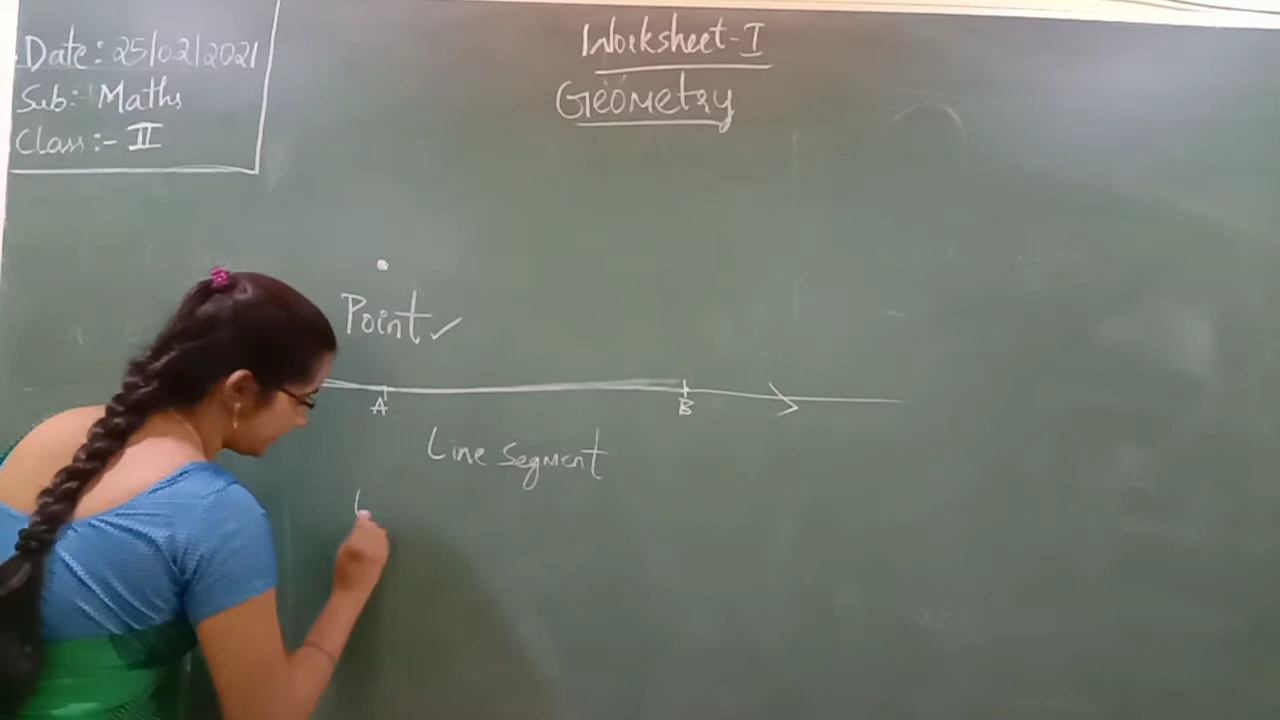 Date: 25/02/2021
Sub:- Maths
Class:- II
Worksheet-I
Geometry
Point
A B
Line Segment